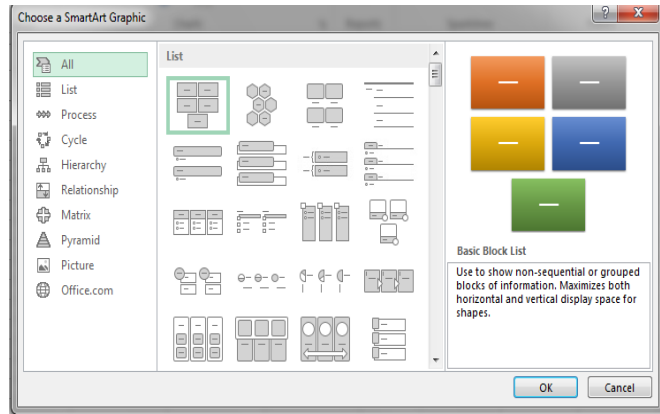 Choose a SmartArt Graphic
All
List
Process
Cycle
Hierarchy
Relationship
Matrix
Pyramid
Picture
Office.com
List
Basic Block List
Use to show non-sequential or grouped
blocks of information. Maximizes both
horizontal and vertical display space for
shapes.
OK
Cancel